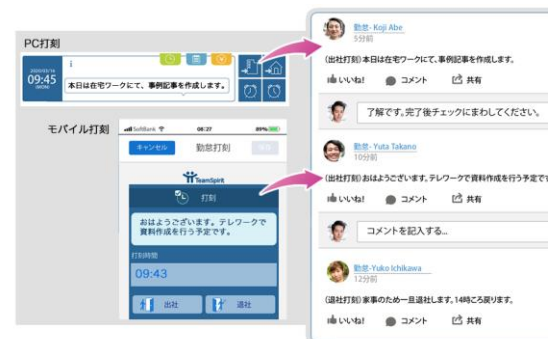 PC打刻
2020/03/16
09:45
(MON)
本日は在宅ワークにて、事例記事を作成します。
モバイル打刻
SoftBank 06:27 89%
キャンセル 勤怠打刻
TeamSpirit
打刻
おはようございます。テレワークで
資料作成を行う予定です。
打刻時間
09:43
出社 退社
勤怠- Koji Abe
5分前
(出社打刻)本日は在宅ワークにて、事例記事を作成します。
いいね! コメント 共有
了解です。完了後チェックにまわしてください。
勤怠- Yuta Takano
10分前
(出社打刻)おはようございます。テレワークで資料作成を行う予定です
いいね! コメント 共有
コメントを記入する...
勤怠-Yuko Ichikawa
12分前
(退社打刻)家事のため一旦退社します。14時ころ戻ります。
いいね! コメント 共有